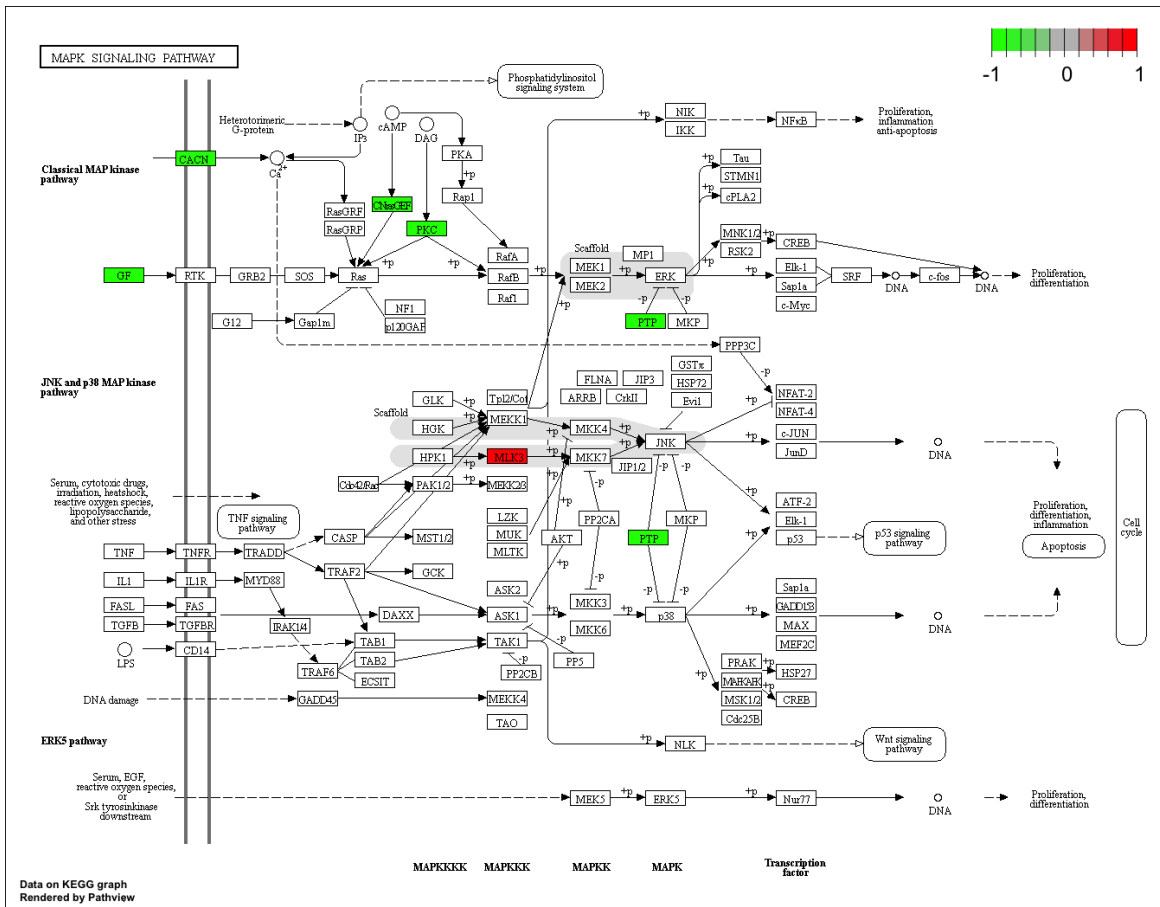 MAPK SIGNALING PATHWAY
-1 0 1
Phosphatidylinositol
signaling system
Heterotorimeric
G-protein
IP3
cAMP
DAG
PKA
+p
Rap1
NIK
IKK
+p
NFκB
Proliferation,
inflammation
anti-apoptosis
Classical MAP kinase
pathway
CACN
Ca2+
RasGRF
RasGRP
CNrasGEF
PKC
+p
+p
Tau
STMN1
cPLA2
+p
+p
MNK1/2
RSK2
+p
CREB
+p
GF
RTK
GRB2
SOS
Ras
RafA
RafB
Raf1
+p
Scaffold
MEK1
MEK2
MP1
+p
ERK
+p
Elk-1
Sap1a
c-Myc
SRF
DNA
c-fos
DNA
Proliferation,
differentiation
G12
Gap1m
NF1
p120GAP
-p
-p
PTP
MKP
PPP3C
-p
JNK and p38 MAP kinase
pathway
Scaffold
GLK
HGK
HPK1
+p
+p
+p
+p
Tpl2/Cot
MEKK1
MLK3
MEKK2/3
+p
+p
FLNA
JIP3
ARRB
CrkII
GSTπ
HSP72
Evi1
MKK4
MKK7
+p
+p
JIP1/2
JNK
+p
+p
NFAT-2
NFAT-4
c-JUN
JunD
DNA
Cdc42/Rac
PAK1/2
Serum, cytotoxic drugs,
irradiation, heatshock,
reactive oxygen species,
lipopolysaccharide,
and other stress
TNF signaling
pathway
CASP
MST1/2
LZK
MUK
MLTK
AKT
+p
-p
PP2CA
-p
-p
-p
MKP
PTP
-p
-p
+p
+p
ATF-2
Elk-1
p53
p53 signaling
pathway
Proliferation,
differentiation,
inflammation
Apoptosis
Cell
cycle
TNF
TNFR
TRADD
TRAF2
GCK
IL1
IL1R
MYD88
FASL
FAS
DAXX
ASK2
ASK1
+p
MKK3
MKK6
+p
p38
+p
Sap1a
GADD153
MAX
MEF2C
DNA
TGFB
TGFBR
IRAK1/4
LPS
CD14
TAB1
TAB2
ECSIT
TRAF6
TAK1
-p
PP2CB
-p
PP5
+p
PRAK
MAPKAPK
MSK1/2
Cdc25B
+p
+p
HSP27
CREB
DNA damage
GADD45
MEKK4
TAO
ERK5 pathway
+p
NLK
Wnt signaling
pathway
Serum, EGF,
reactive oxygen species,
or
Srk tyrosinkinase
downstream
MEK5
+p
ERK5
+p
Nur77
DNA
Proliferation,
differentiation
MAPKKKK
MAPKKK
MAPKK
MAPK
Transcription
factor
Data on KEGG graph
Rendered by Pathview